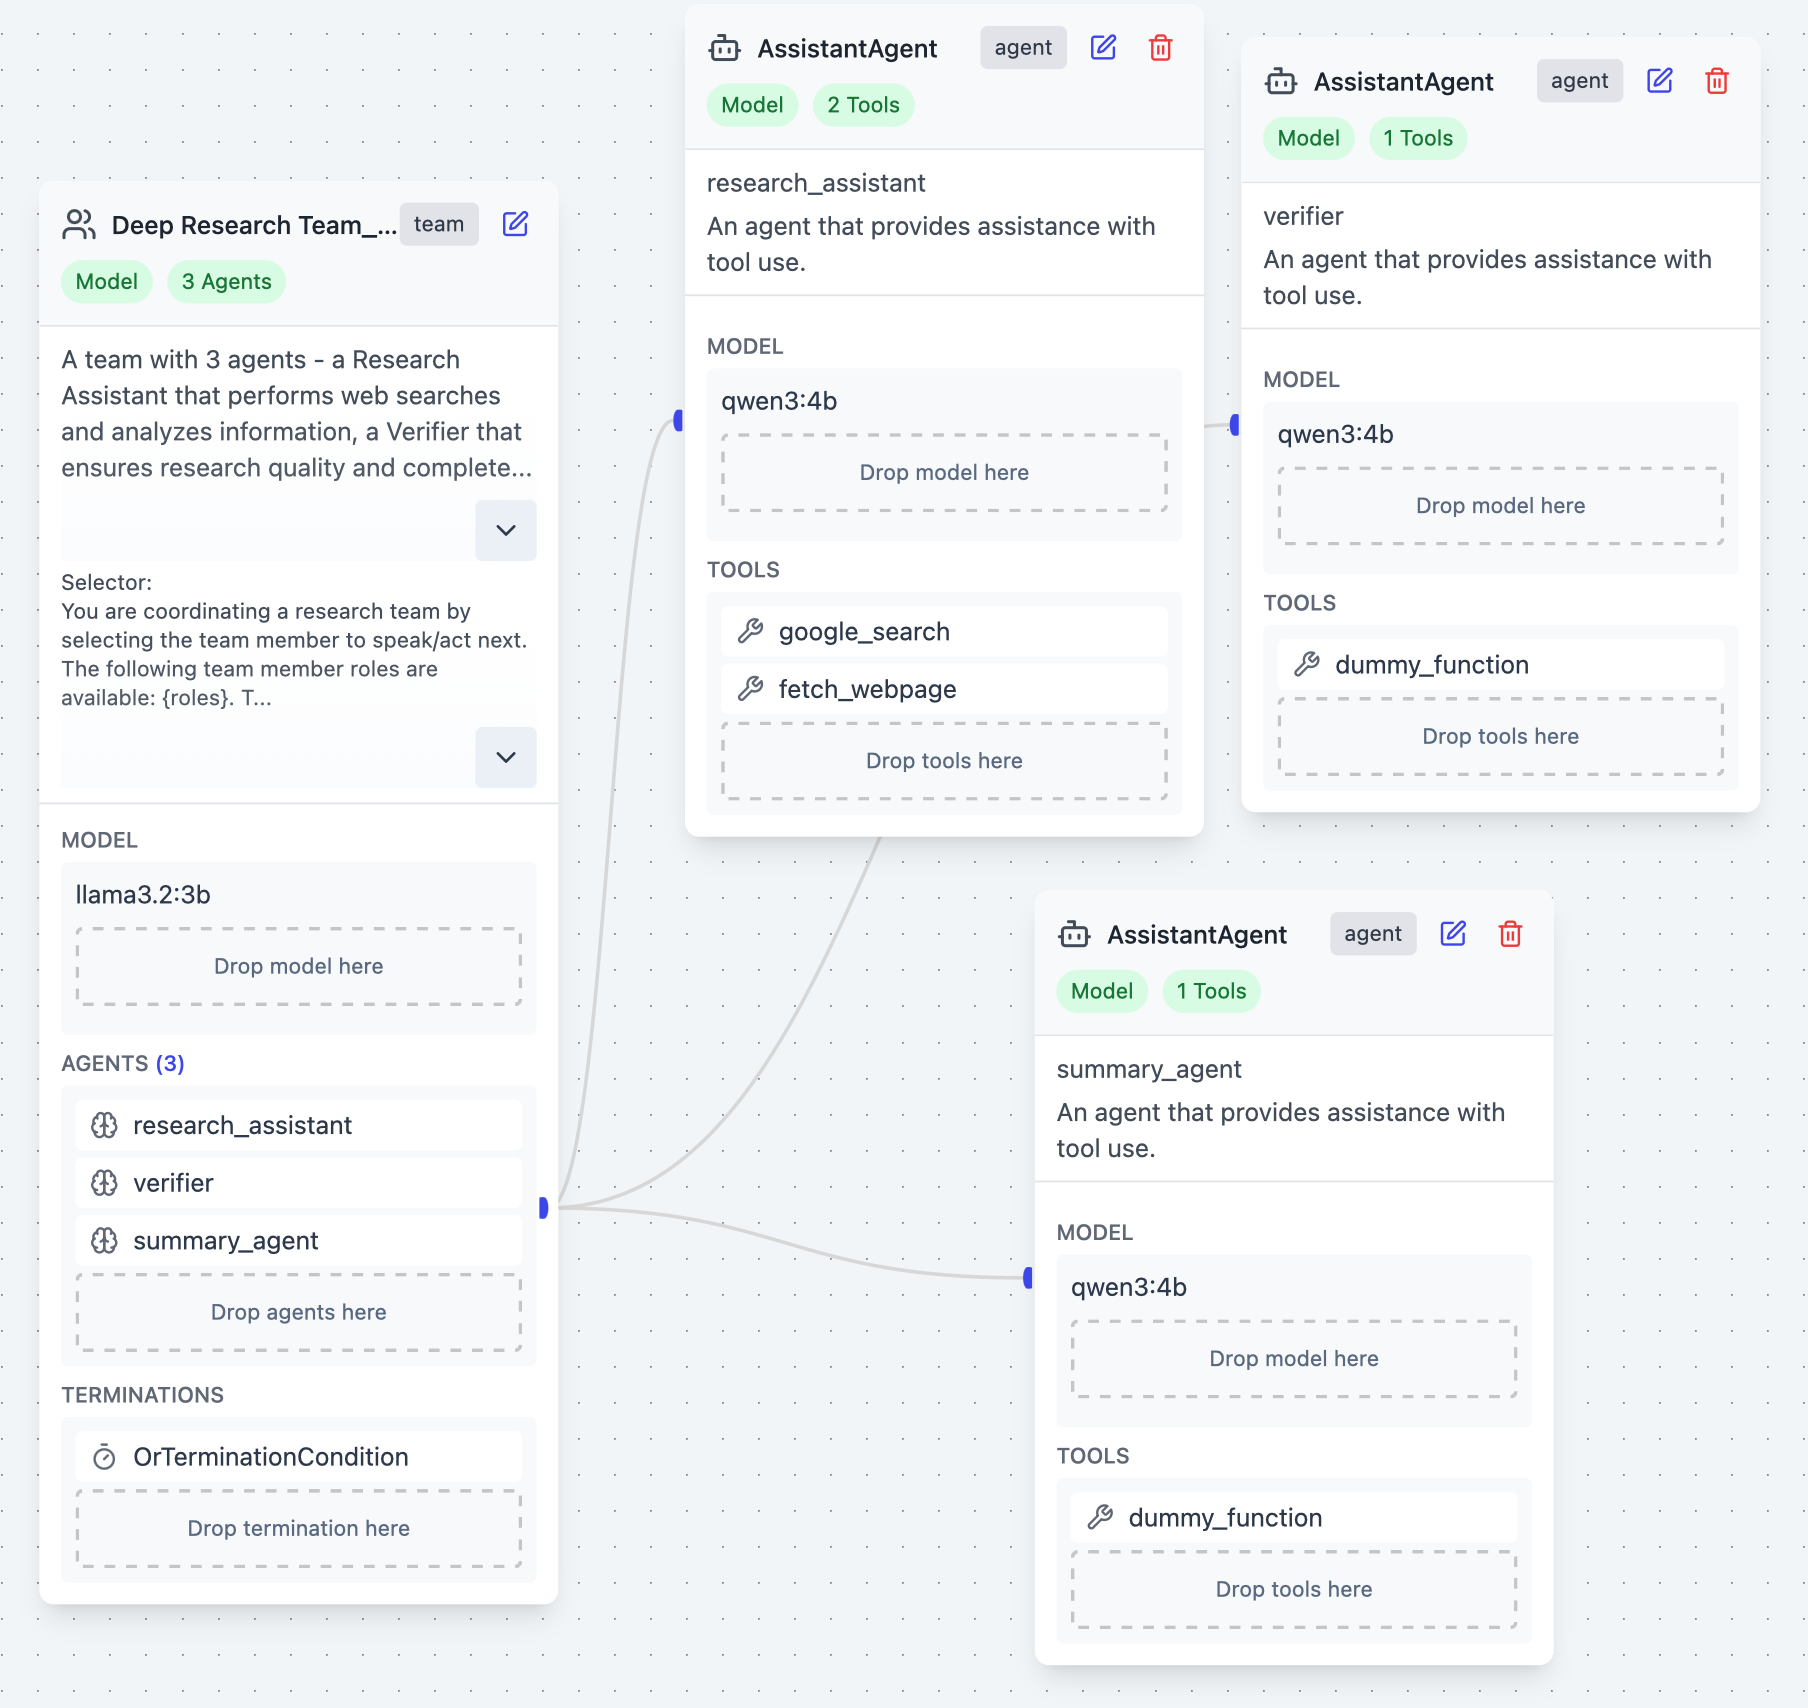 Deep Research Team_... team
Model 3 Agents
A team with 3 agents - a Research
Assistant that performs web searches
and analyzes information, a Verifier that
ensures research quality and complete...
Selector:
You are coordinating a research team by
selecting the team member to speak/act next.
The following team member roles are
available: {roles}. T...
MODEL
llama3.2:3b
Drop model here
AGENTS (3)
research_assistant
verifier
summary_agent
Drop agents here
TERMINATIONS
OrTerminationCondition
Drop termination here
AssistantAgent agent
Model 2 Tools
research_assistant
An agent that provides assistance with
tool use.
MODEL
qwen3:4b
Drop model here
TOOLS
google_search
fetch_webpage
Drop tools here
AssistantAgent agent
Model 1 Tools
verifier
An agent that provides assistance with
tool use.
MODEL
qwen3:4b
Drop model here
TOOLS
dummy_function
Drop tools here
AssistantAgent agent
Model 1 Tools
summary_agent
An agent that provides assistance with
tool use.
MODEL
qwen3:4b
Drop model here
TOOLS
dummy_function
Drop tools here